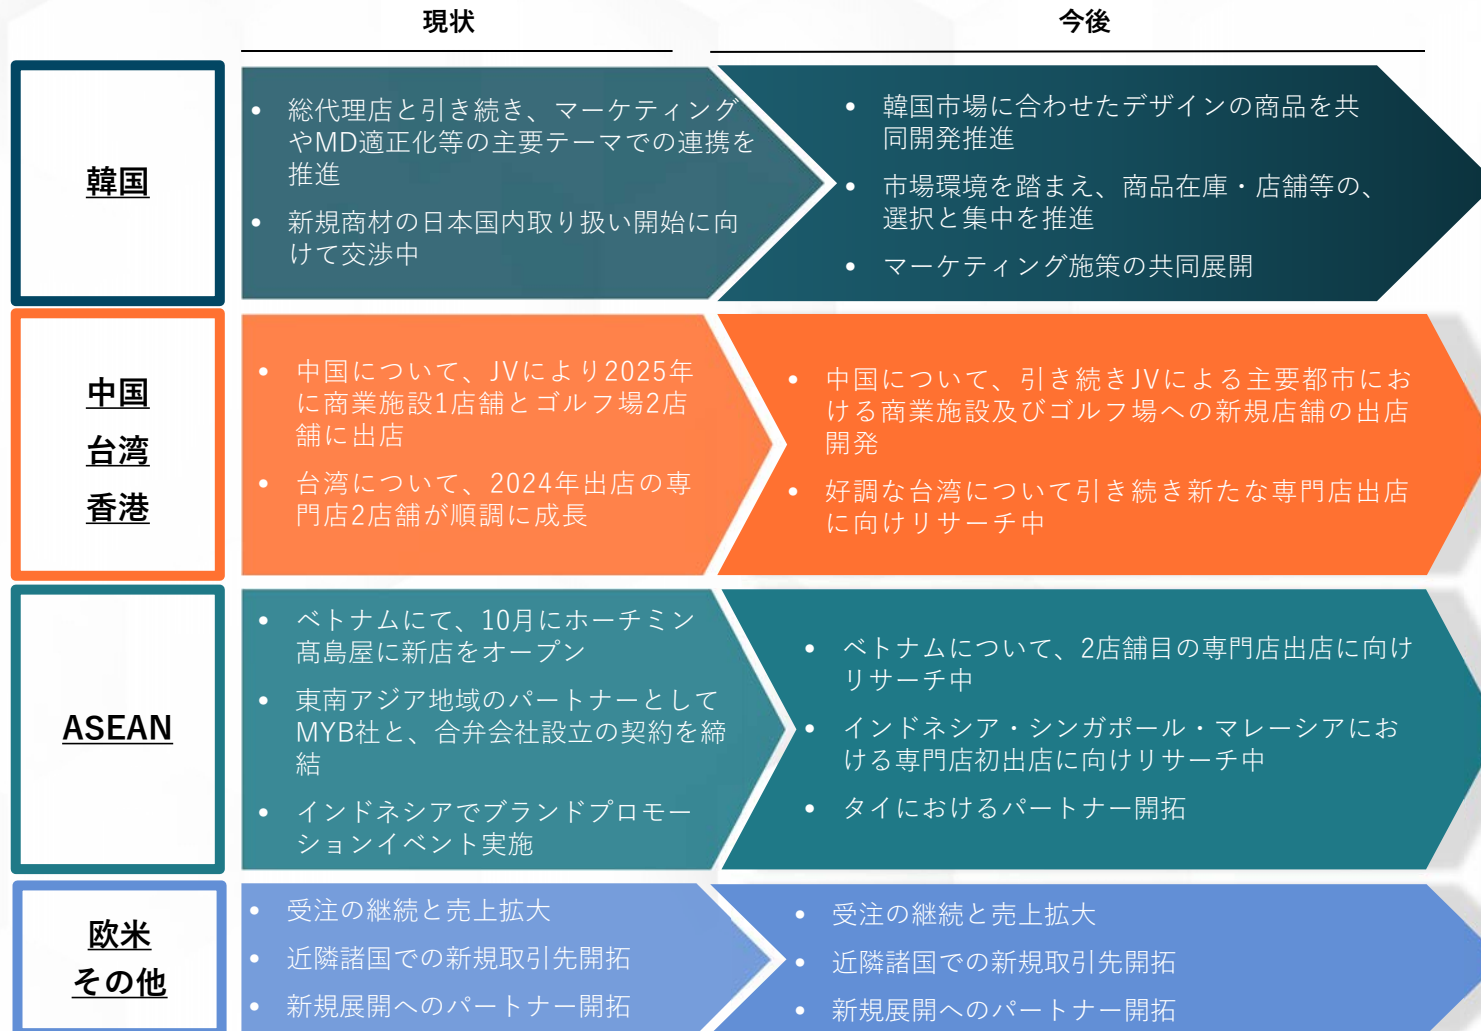 現状
今後
韓国
• 総代理店と引き続き、マーケティング
やMD適正化等の主要テーマでの連携を
推進
• 新規商材の日本国内取り扱い開始に向
けて交渉中
• 韓国市場に合わせたデザインの商品を共
同開発推進
• 市場環境を踏まえ、商品在庫・店舗等の、
選択と集中を推進
• マーケティング施策の共同展開
中国
台湾
香港
• 中国について、JVにより2025年
に商業施設1店舗とゴルフ場2店
舗に出店
• 台湾について、2024年出店の専
門店2店舗が順調に成長
• 中国について、引き続きJVによる主要都市にお
ける商業施設及びゴルフ場への新規店舗の出店
開発
• 好調な台湾について引き続き新たな専門店出店
に向けリサーチ中
ASEAN
• ベトナムにて、10月にホーチミン
髙島屋に新店をオープン
• 東南アジア地域のパートナーとして
MYB社と、合弁会社設立の契約を締
結
• インドネシアでブランドプロモー
ションイベント実施
• ベトナムについて、2店舗目の専門店出店に向け
リサーチ中
• インドネシア・シンガポール・マレーシアにお
ける専門店初出店に向けリサーチ中
• タイにおけるパートナー開拓
欧米
その他
• 受注の継続と売上拡大
• 近隣諸国での新規取引先開拓
• 新規展開へのパートナー開拓
• 受注の継続と売上拡大
• 近隣諸国での新規取引先開拓
• 新規展開へのパートナー開拓